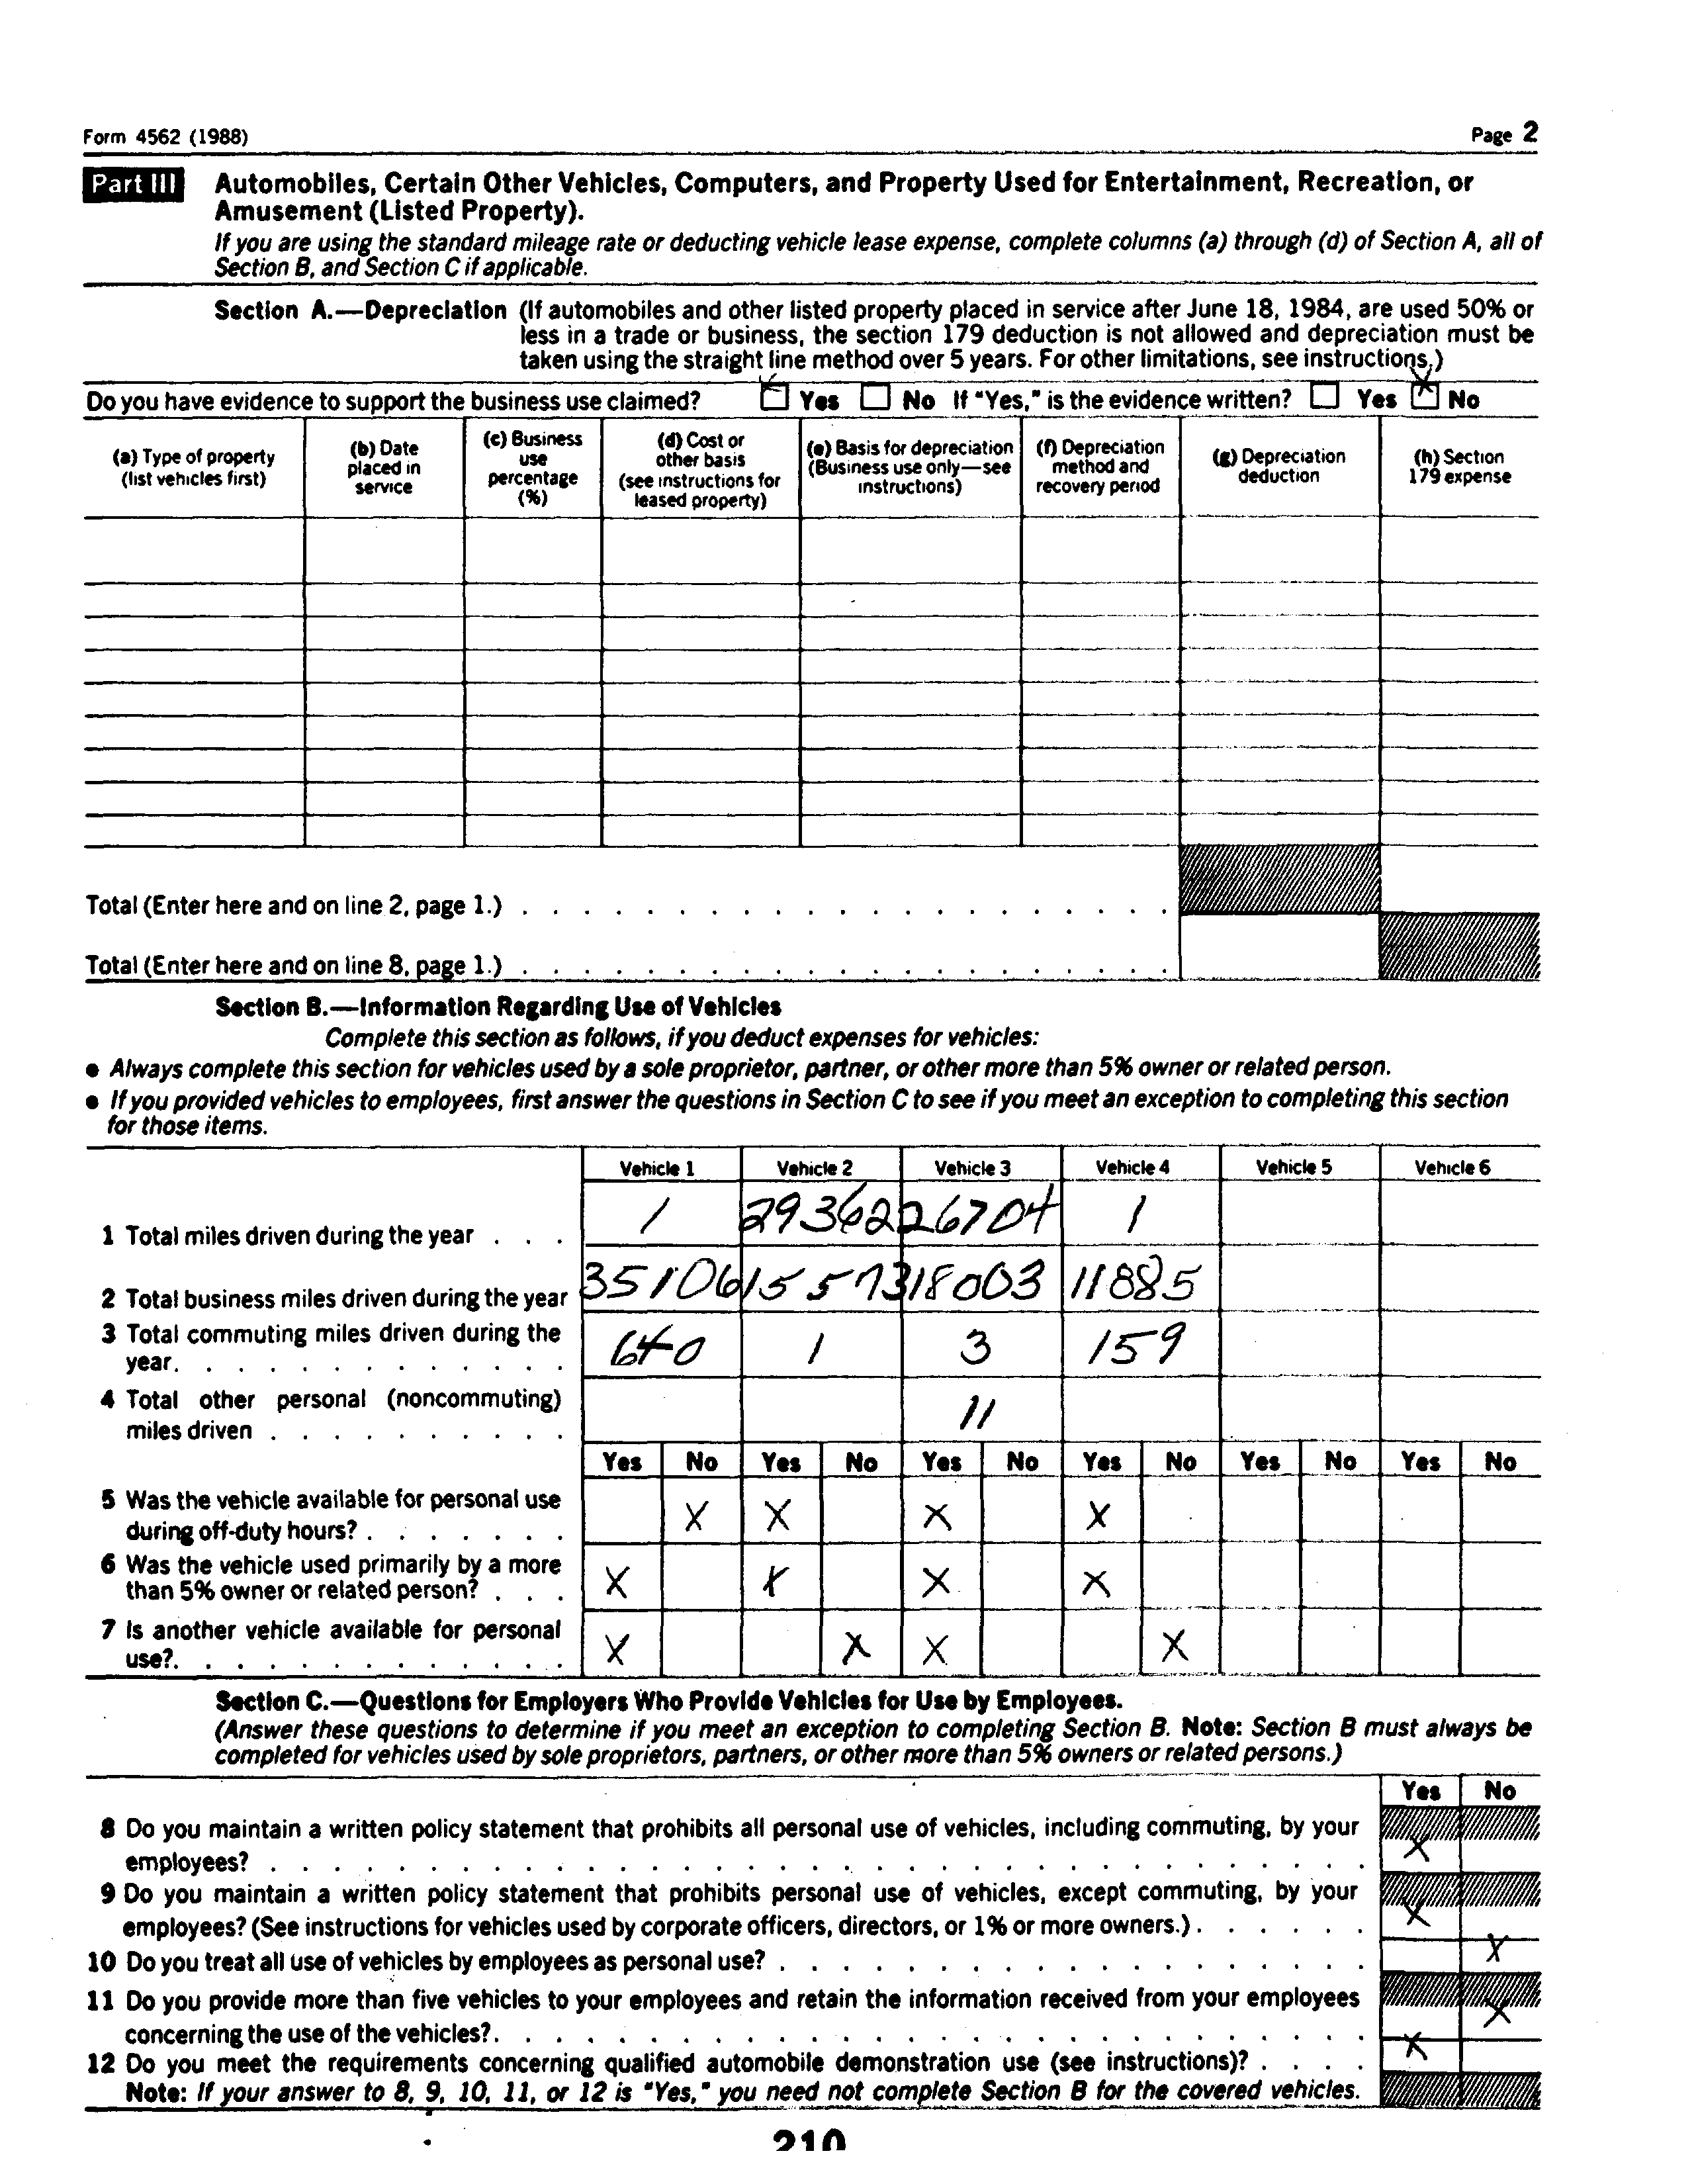 Form 4562 (1988) Page 2
Part III Automobiles, Certain Other Vehicles, Computers, and Property Used for Entertainment, Recreation, or
Amusement (Listed Property).
If you are using the standard mileage rate or deducting vehicle lease expense, complete columns (a) through (d) of Section A, all of
Section B, and Section C if applicable.
Section A.—Depreciation (If automobiles and other listed property placed in service after June 18, 1984, are used 50% or
less in a trade or business, the section 179 deduction is not allowed and depreciation must be
taken using the straight line method over 5 years. For other limitations, see instructions.)
Do you have evidence to support the business use claimed? X Yes No If "Yes," is the evidence written? Yes X No
(a) Type of property (list vehicles first)
(b) Date placed in service
(c) Business use percentage (%)
(d) Cost or other basis (see instructions for leased property)
(e) Basis for depreciation (Business use only—see instructions)
(f) Depreciation method and recovery period
(g) Depreciation deduction
(h) Section 179 expense
Total (Enter here and on line 2, page 1.)
Total (Enter here and on line 8, page 1.)
Section B.—Information Regarding Use of Vehicles
Complete this section as follows, if you deduct expenses for vehicles:
● Always complete this section for vehicles used by a sole proprietor, partner, or other more than 5% owner or related person.
● If you provided vehicles to employees, first answer the questions in Section C to see if you meet an exception to completing this section
for those items.
Vehicle 1 Vehicle 2 Vehicle 3 Vehicle 4 Vehicle 5 Vehicle 6
1 Total miles driven during the year . . . 1 29362 26704 1
2 Total business miles driven during the year 35106 15573 18003 11885
3 Total commuting miles driven during the
year. . . . . . . . . . . . . 640 1 3 159
4 Total other personal (noncommuting)
miles driven . . . . . . . . . . 11
Yes No Yes No Yes No Yes No Yes No Yes No
5 Was the vehicle available for personal use
during off-duty hours? . . . . . . . X X X X
6 Was the vehicle used primarily by a more
than 5% owner or related person? . . . X X X X
7 Is another vehicle available for personal
use?. . . . . . . . . . . . . X X X X
Section C.—Questions for Employers Who Provide Vehicles for Use by Employees.
(Answer these questions to determine if you meet an exception to completing Section B. Note: Section B must always be
completed for vehicles used by sole proprietors, partners, or other more than 5% owners or related persons.)
Yes No
8 Do you maintain a written policy statement that prohibits all personal use of vehicles, including commuting, by your
employees? X
9 Do you maintain a written policy statement that prohibits personal use of vehicles, except commuting, by your
employees? (See instructions for vehicles used by corporate officers, directors, or 1% or more owners.) . . . . . . X
10 Do you treat all use of vehicles by employees as personal use? X
11 Do you provide more than five vehicles to your employees and retain the information received from your employees
concerning the use of the vehicles?. X
12 Do you meet the requirements concerning qualified automobile demonstration use (see instructions)? . . . . X
Note: If your answer to 8, 9, 10, 11, or 12 is "Yes," you need not complete Section B for the covered vehicles.
210